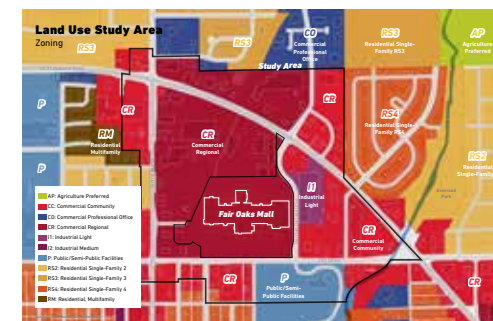 Land Use Study Area
Zoning
RS3
RS3
CO
Commercial
Professional
Office
RS3
Residential Single-
Family RS3
AP
Agriculture
Preferred
Study Area
P
CR
CR
RS4
Residential Single-
Family RS4
RM
Residential
Multifamily
CR
Commercial
Regional
P
RS2
Residential
Single-Family
I1
Industrial
Light
AP: Agriculture Preferred
CC: Commercial Community
CO: Commercial Professional Office
CR: Commercial Regional
I1: Industrial Light
I2: Industrial Medium
P: Public/Semi-Public Facilities
RS2: Residential Single-Family 2
RS3: Residential Single-Family 3
RS4: Residential Single-Family 4
RM: Residential, Multifamily
Fair Oaks Mall
CR
Commercial
Community
CR
P
Public/Semi-
Public Facilities
CR